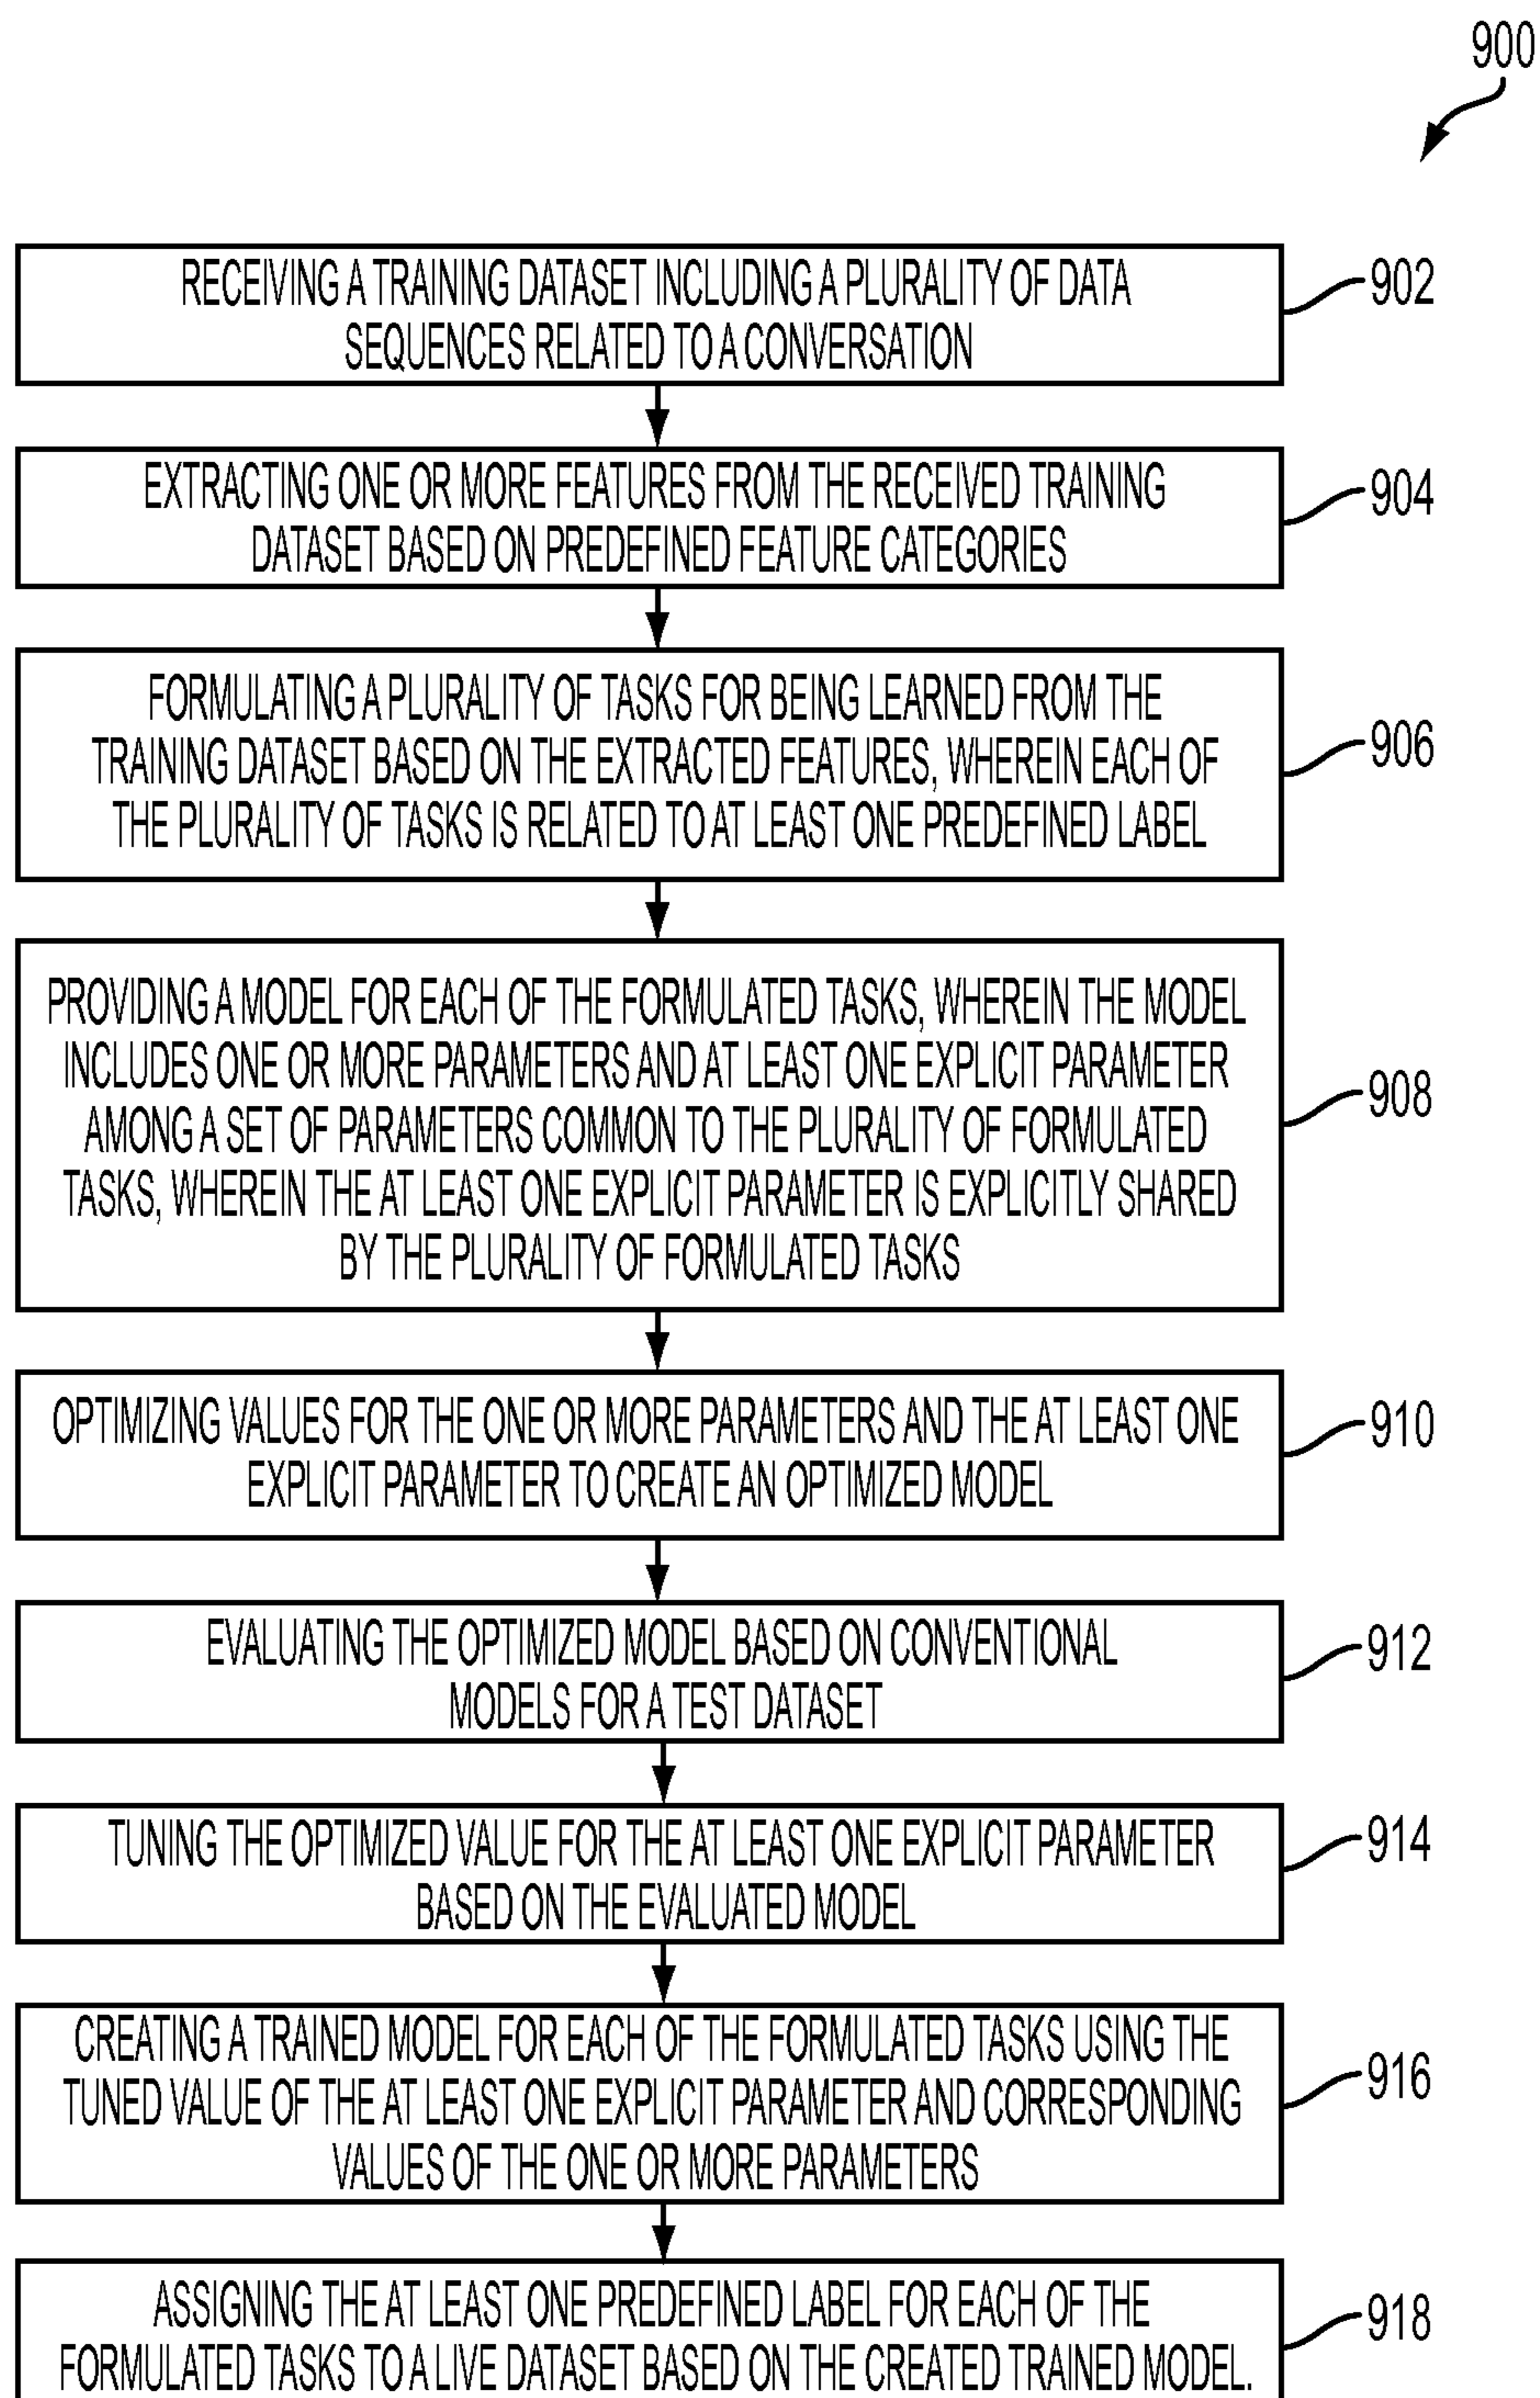 900
RECEIVING A TRAINING DATASET INCLUDING A PLURALITY OF DATA
SEQUENCES RELATED TO A CONVERSATION
902
EXTRACTING ONE OR MORE FEATURES FROM THE RECEIVED TRAINING
DATASET BASED ON PREDEFINED FEATURE CATEGORIES
904
FORMULATING A PLURALITY OF TASKS FOR BEING LEARNED FROM THE
TRAINING DATASET BASED ON THE EXTRACTED FEATURES, WHEREIN EACH OF
THE PLURALITY OF TASKS IS RELATED TO AT LEAST ONE PREDEFINED LABEL
906
PROVIDING A MODEL FOR EACH OF THE FORMULATED TASKS, WHEREIN THE MODEL
INCLUDES ONE OR MORE PARAMETERS AND AT LEAST ONE EXPLICIT PARAMETER
AMONG A SET OF PARAMETERS COMMON TO THE PLURALITY OF FORMULATED
TASKS, WHEREIN THE AT LEAST ONE EXPLICIT PARAMETER IS EXPLICITLY SHARED
BY THE PLURALITY OF FORMULATED TASKS
908
OPTIMIZING VALUES FOR THE ONE OR MORE PARAMETERS AND THE AT LEAST ONE
EXPLICIT PARAMETER TO CREATE AN OPTIMIZED MODEL
910
EVALUATING THE OPTIMIZED MODEL BASED ON CONVENTIONAL
MODELS FOR A TEST DATASET
912
TUNING THE OPTIMIZED VALUE FOR THE AT LEAST ONE EXPLICIT PARAMETER
BASED ON THE EVALUATED MODEL
914
CREATING A TRAINED MODEL FOR EACH OF THE FORMULATED TASKS USING THE
TUNED VALUE OF THE AT LEAST ONE EXPLICIT PARAMETER AND CORRESPONDING
VALUES OF THE ONE OR MORE PARAMETERS
916
ASSIGNING THE AT LEAST ONE PREDEFINED LABEL FOR EACH OF THE
FORMULATED TASKS TO A LIVE DATASET BASED ON THE CREATED TRAINED MODEL.
918